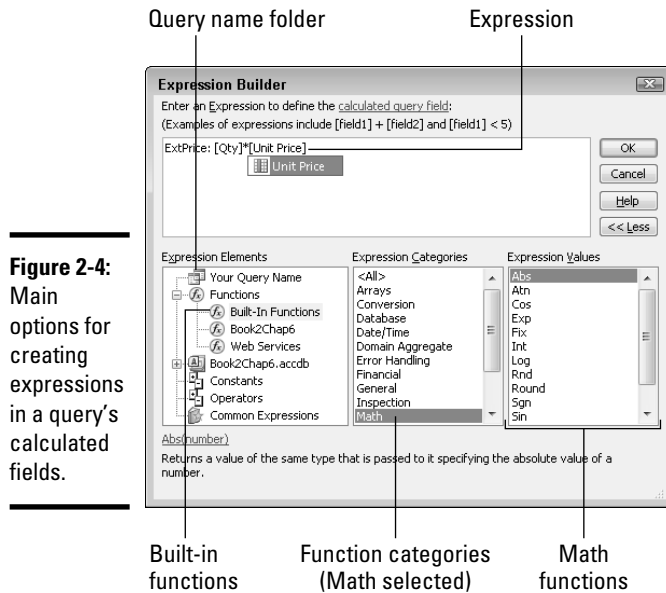 Query name folder
Expression
Expression Builder
Enter an Expression to define the calculated query field:
(Examples of expressions include [field1] + [field2] and [field1] < 5)
ExtPrice: [Qty]*[Unit Price]
Unit Price
OK
Cancel
Help
<< Less
Figure 2-4:
Main
options for
creating
expressions
in a query's
calculated
fields.
Expression Elements
Your Query Name
Functions
Built-In Functions
Book2Chap6
Web Services
Book2Chap6.accdb
Constants
Operators
Common Expressions
Expression Categories
<All>
Arrays
Conversion
Database
Date/Time
Domain Aggregate
Error Handling
Financial
General
Inspection
Math
Expression Values
Abs
Atn
Cos
Exp
Fix
Int
Log
Rnd
Round
Sgn
Sin
Abs(number)
Returns a value of the same type that is passed to it specifying the absolute value of a
number.
Built-in
functions
Function categories
(Math selected)
Math
functions